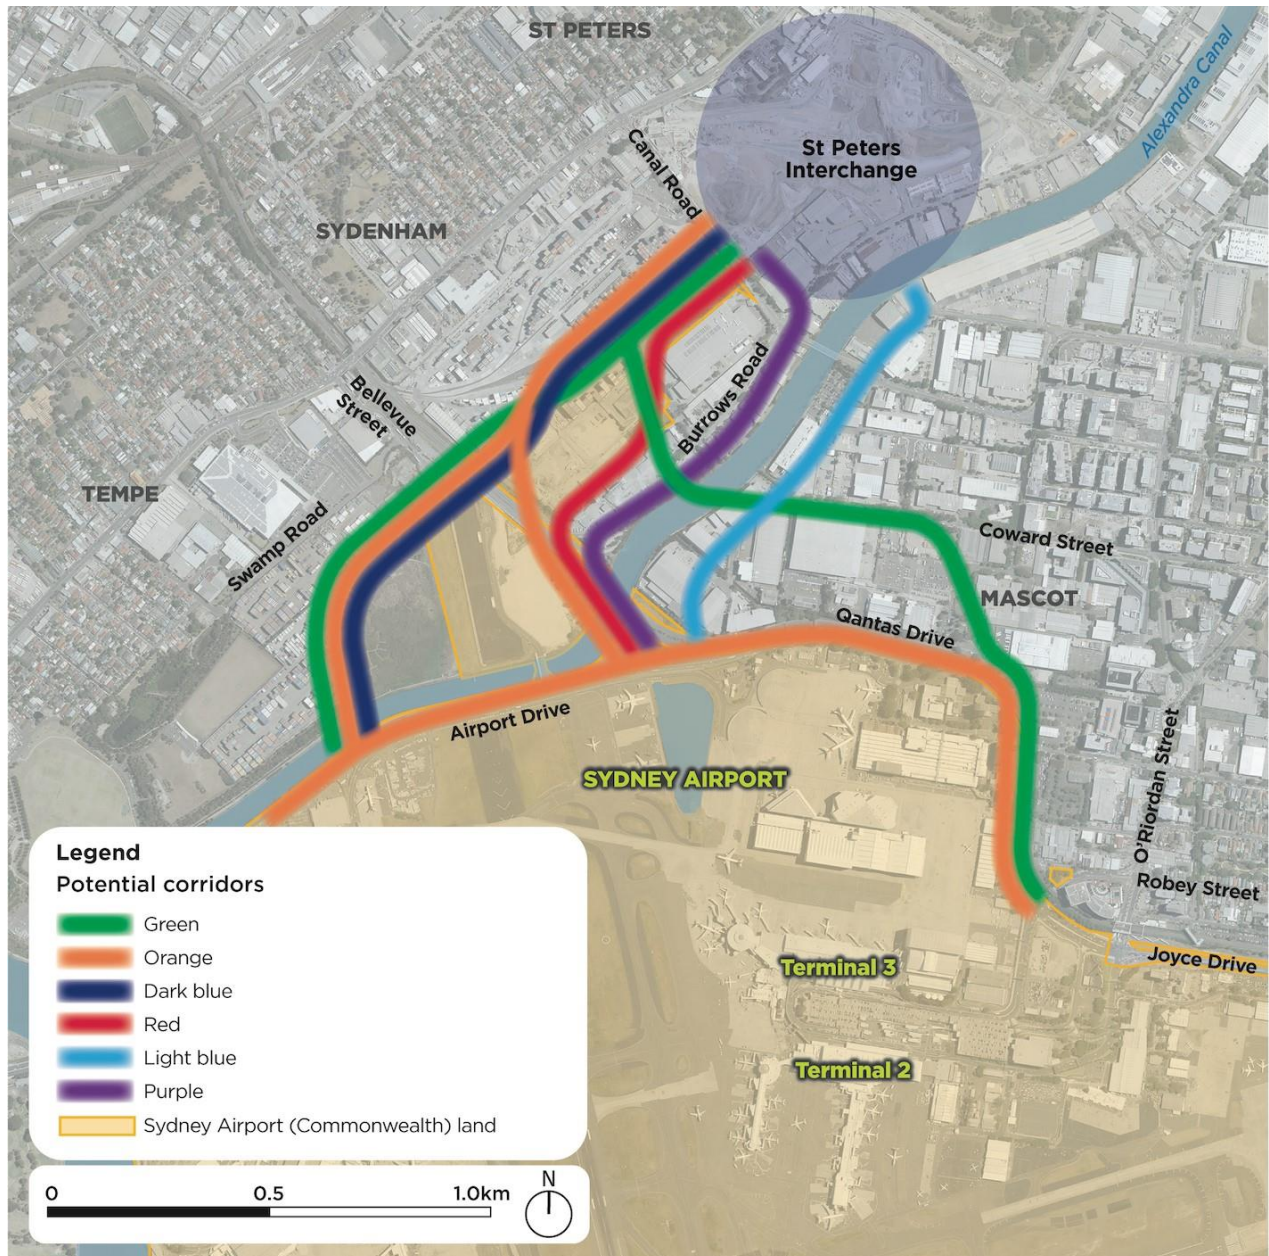 ST PETERS
Alexandra Canal
Canal Road
St Peters
Interchange
SYDENHAM
Bellevue
Street
Burrows Road
TEMPE
Swamp Road
Coward Street
MASCOT
Qantas Drive
Airport Drive
SYDNEY AIRPORT
O'Riordan Street
Robey Street
Joyce Drive
Terminal 3
Terminal 2
Legend
Potential corridors
Green
Orange
Dark blue
Red
Light blue
Purple
Sydney Airport (Commonwealth) land
0 0.5 1.0km
N